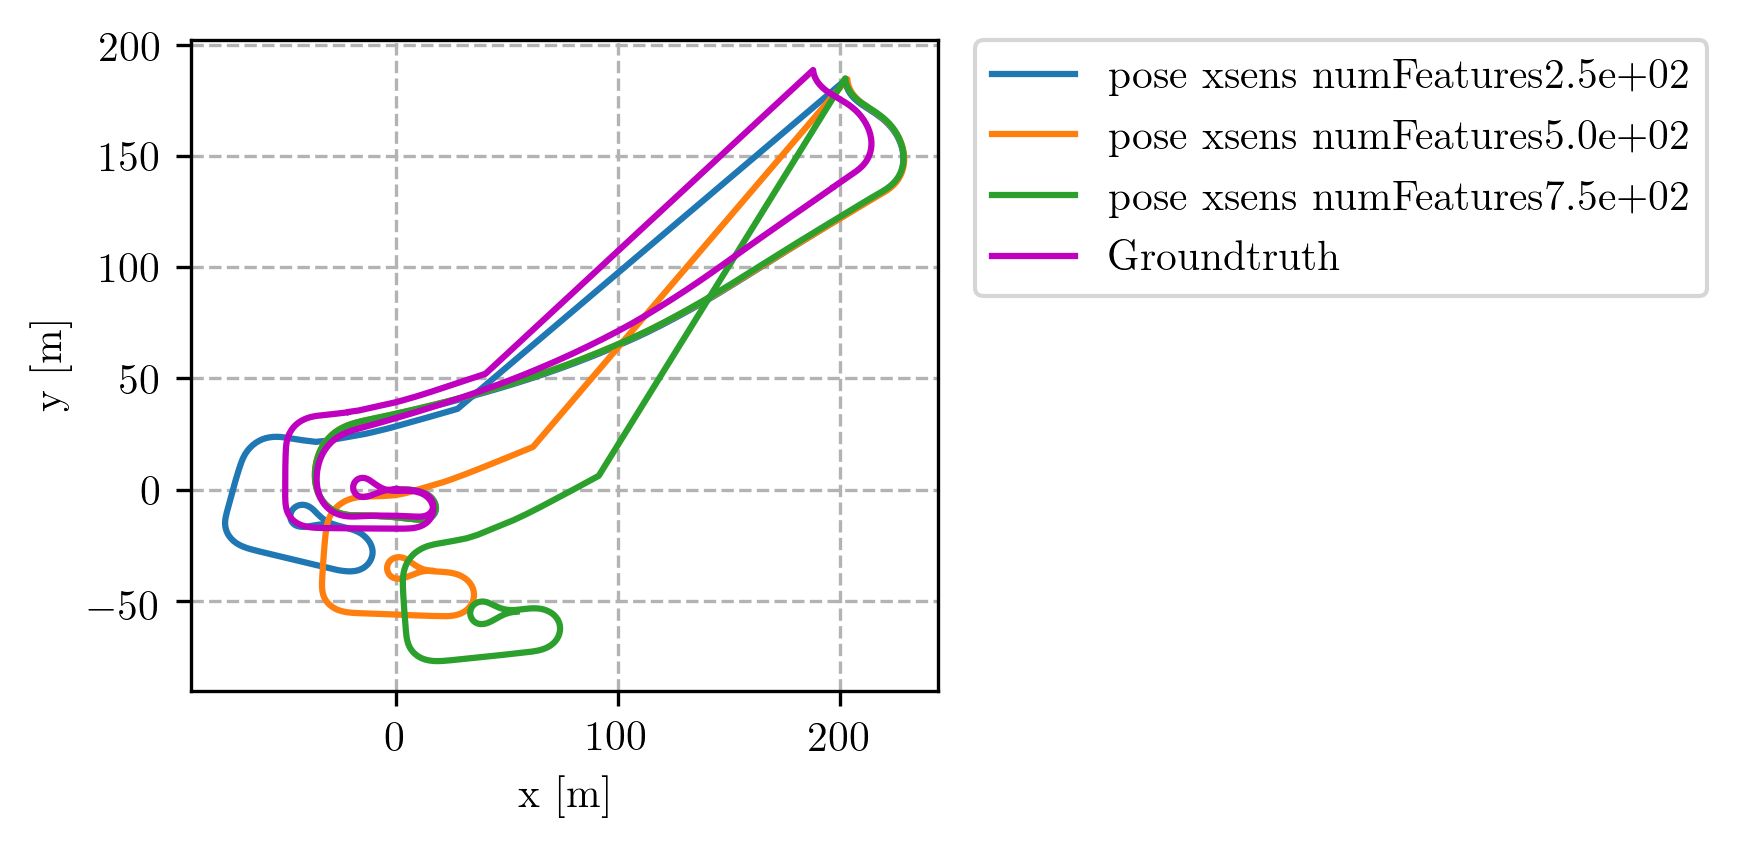 200
150
100
50
0
−50
y [m]
0
100
200
x [m]
pose xsens numFeatures2.5e+02
pose xsens numFeatures5.0e+02
pose xsens numFeatures7.5e+02
Groundtruth